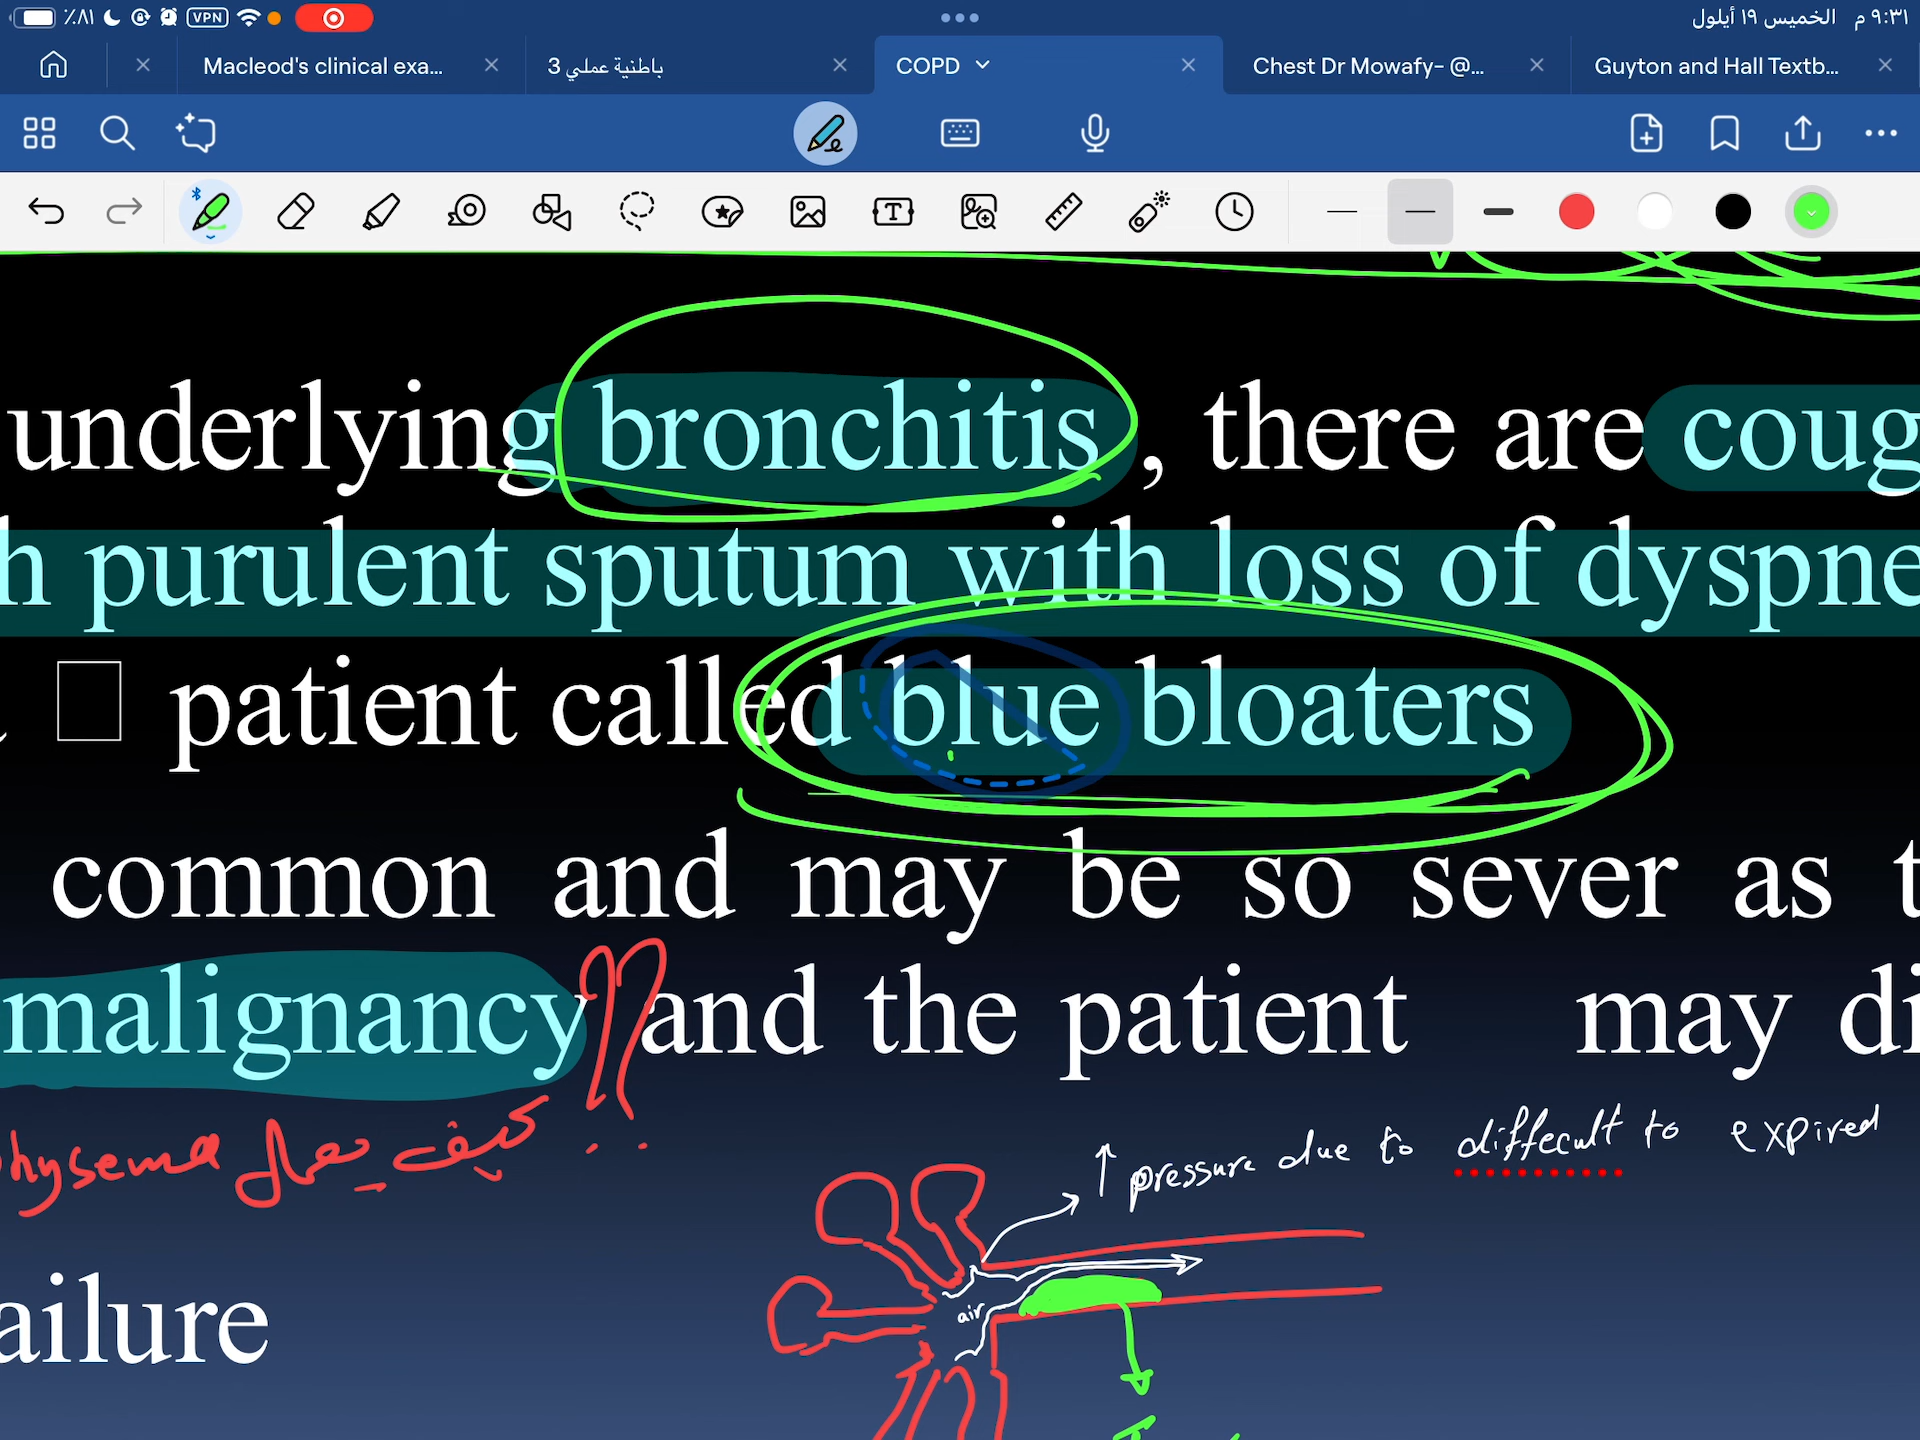 ٪٨١ VPN الخميس ١٩ أيلول ٩:٣١ م
Macleod's clinical exa... باطنية عملي 3 COPD Chest Dr Mowafy- @... Guyton and Hall Textb...
underlying bronchitis , there are coug
h purulent sputum with loss of dyspne
patient called blue bloaters
common and may be so sever as t
malignancy ؟؟ and the patient may di
hysema كيف يعمل
↑ pressure due to diffecult to expired
air
ailure